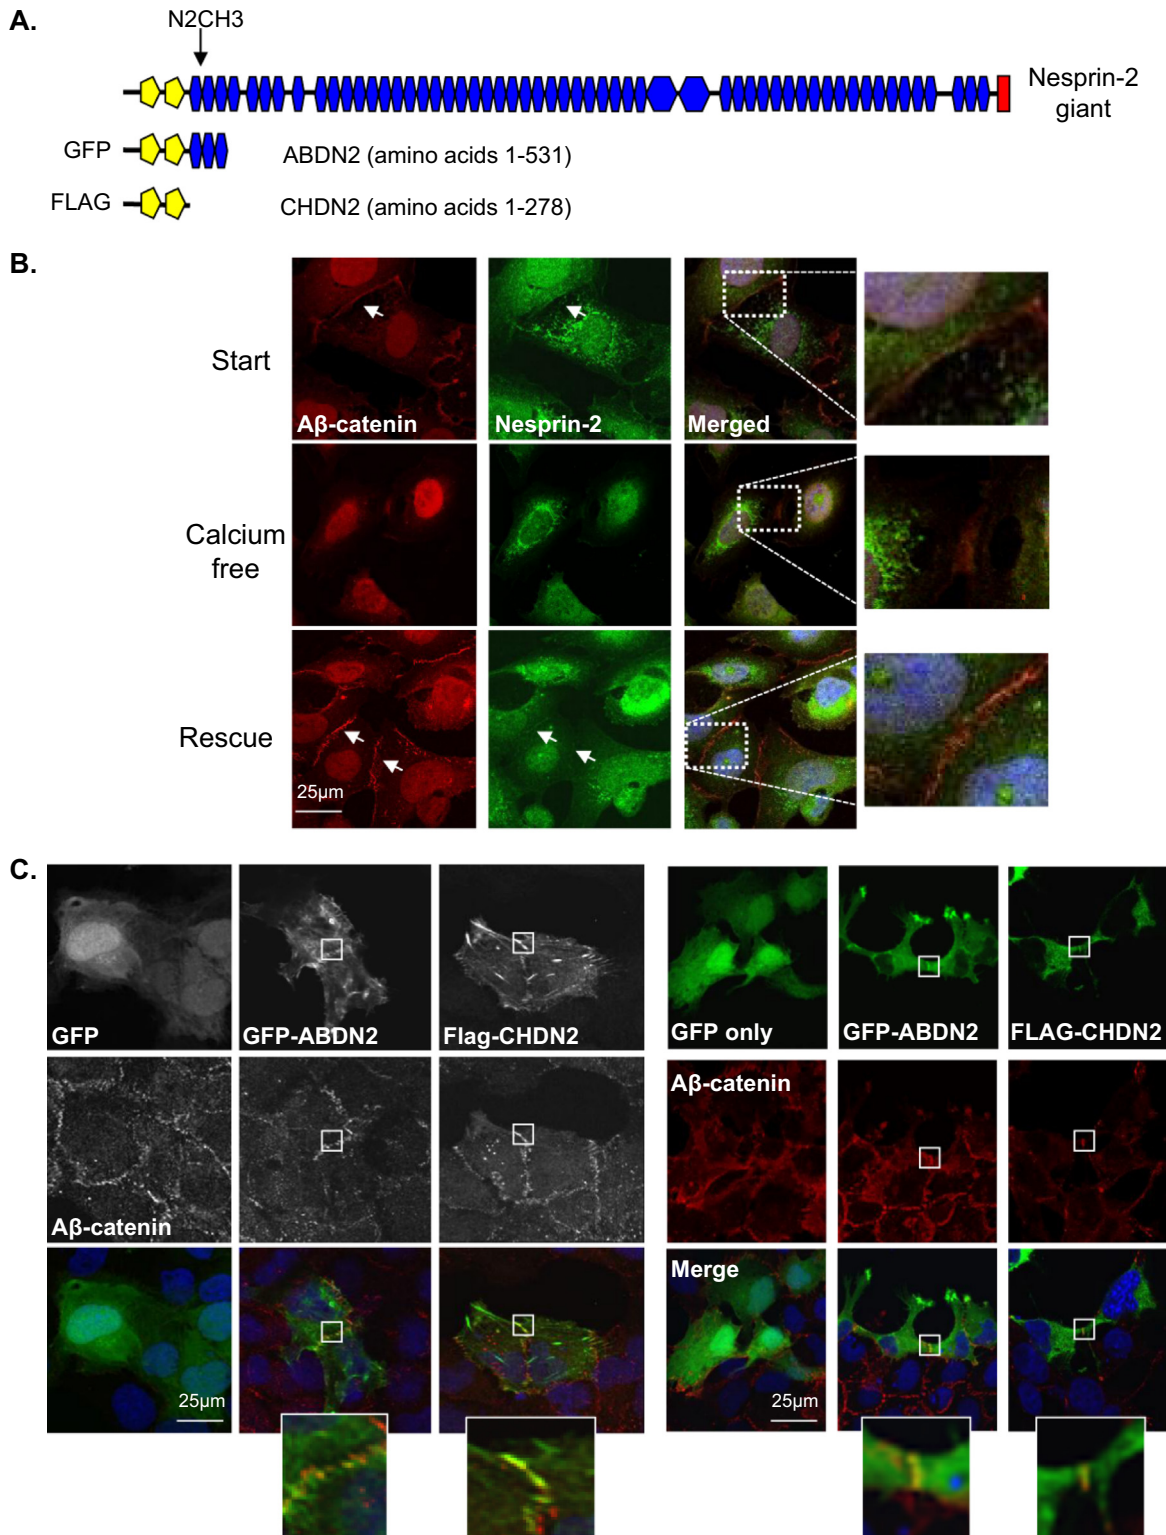 A.
N2CH3
Nesprin-2
giant
GFP
ABDN2 (amino acids 1-531)
FLAG
CHDN2 (amino acids 1-278)
B.
Start
Aβ-catenin
Nesprin-2
Merged
Calcium
free
Rescue
25μm
C.
GFP
GFP-ABDN2
Flag-CHDN2
GFP only
GFP-ABDN2
FLAG-CHDN2
Aβ-catenin
Aβ-catenin
Merge
25μm
25μm